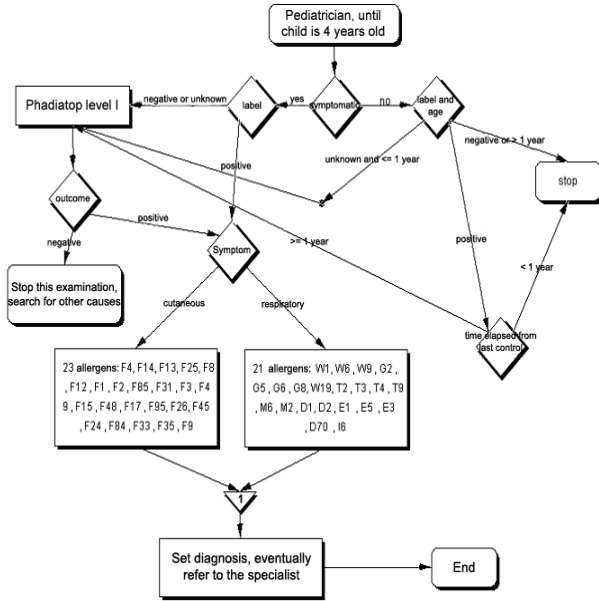 Pediatrician, until
child is 4 years old
Phadiatop level I
negative or unknown
label
yes
symptomatic
no
label and
age
negative or > 1 year
unknown and <= 1 year
positive
stop
outcome
positive
negative
Symptom
>= 1 year
positive
< 1 year
Stop this examination,
search for other causes
cutaneous
respiratory
time elapsed from
last control
23 allergens: F4, F14, F13, F25, F8
, F12, F1 , F2 , F85, F31 , F3 , F4
9 , F15 , F48 , F17 , F95 , F26 , F45
, F24 , F84 , F33 , F35 , F9
21 allergens: W1 , W6 , W9 , G2 ,
G5 , G6 , G8, W19 , T2 , T3 , T4 , T9
, M6 , M2 , D1 , D2 , E1 , E5 , E3
, D70 , I6
1
Set diagnosis, eventually
refer to the specialist
End